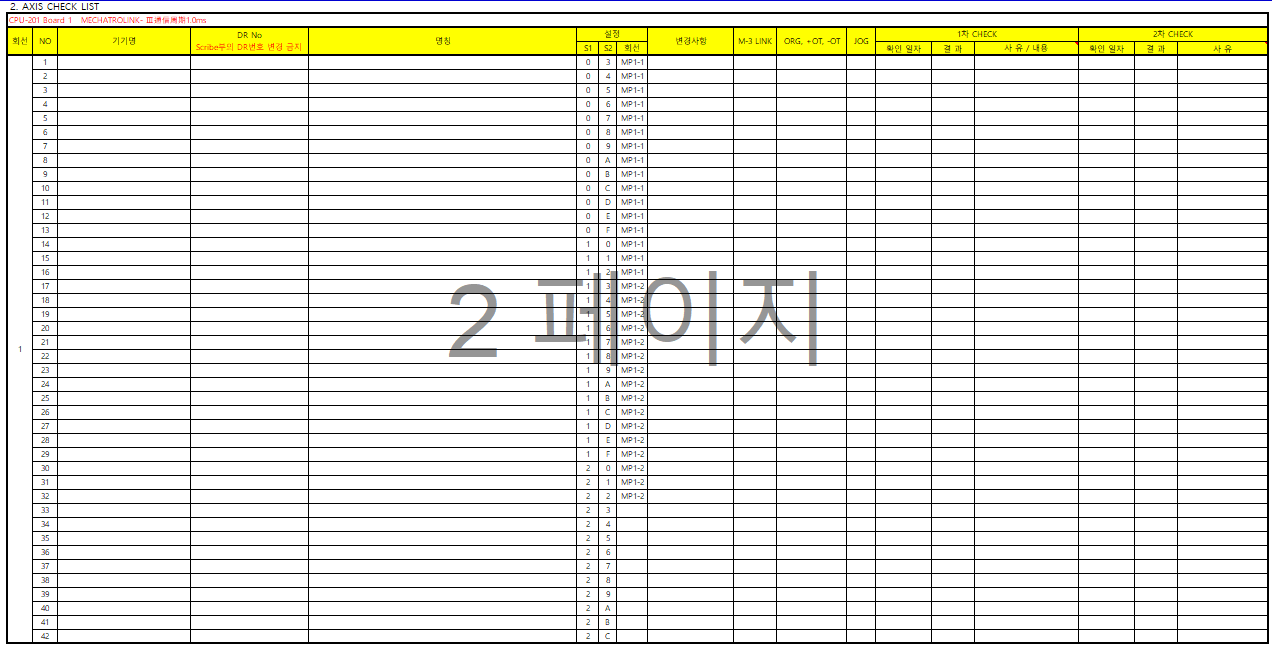 2. AXIS CHECK LIST
CPU-201 Board 1 MECHATROLINK- Ⅲ通信周期1.0ms
회선 NO 기기명 DR No 명칭 설정 변경사항 M-3 LINK ORG, +OT, -OT JOG 1차 CHECK 2차 CHECK
Scribe부의 DR번호 변경 금지 S1 S2 회선 확인 일자 결 과 사 유 / 내용 확인 일자 결 과 사 유
1 0 3 MP1-1
2 0 4 MP1-1
3 0 5 MP1-1
4 0 6 MP1-1
5 0 7 MP1-1
6 0 8 MP1-1
7 0 9 MP1-1
8 0 A MP1-1
9 0 B MP1-1
10 0 C MP1-1
11 0 D MP1-1
12 0 E MP1-1
13 0 F MP1-1
14 1 0 MP1-1
15 1 1 MP1-1
16 1 2 MP1-1
17 1 3 MP1-2
18 1 4 MP1-2
19 1 5 MP1-2
20 1 6 MP1-2
2 페이지
21 1 7 MP1-2
1
22 1 8 MP1-2
23 1 9 MP1-2
24 1 A MP1-2
25 1 B MP1-2
26 1 C MP1-2
27 1 D MP1-2
28 1 E MP1-2
29 1 F MP1-2
30 2 0 MP1-2
31 2 1 MP1-2
32 2 2 MP1-2
33 2 3
34 2 4
35 2 5
36 2 6
37 2 7
38 2 8
39 2 9
40 2 A
41 2 B
42 2 C